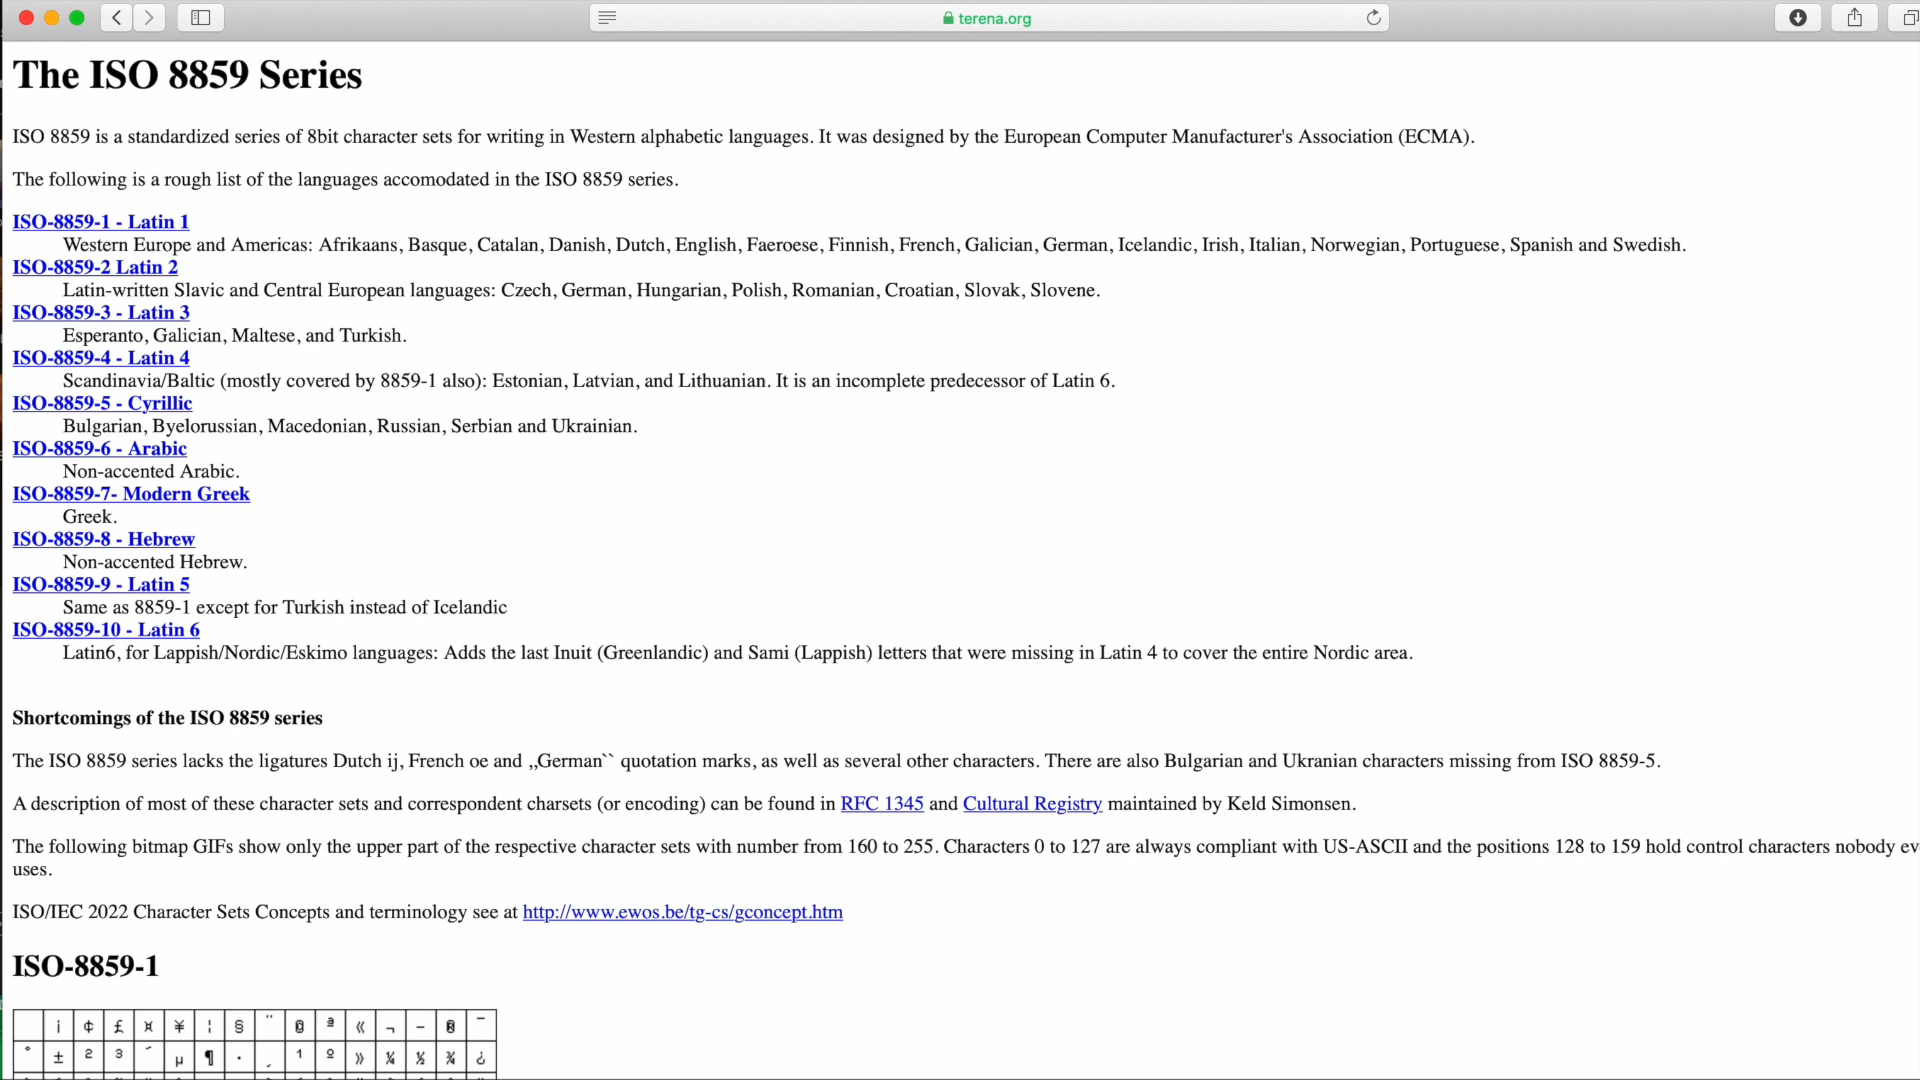 terena.org
The ISO 8859 Series
ISO 8859 is a standardized series of 8bit character sets for writing in Western alphabetic languages. It was designed by the European Computer Manufacturer's Association (ECMA).
The following is a rough list of the languages accomodated in the ISO 8859 series.
ISO-8859-1 - Latin 1
Western Europe and Americas: Afrikaans, Basque, Catalan, Danish, Dutch, English, Faeroese, Finnish, French, Galician, German, Icelandic, Irish, Italian, Norwegian, Portuguese, Spanish and Swedish.
ISO-8859-2 Latin 2
Latin-written Slavic and Central European languages: Czech, German, Hungarian, Polish, Romanian, Croatian, Slovak, Slovene.
ISO-8859-3 - Latin 3
Esperanto, Galician, Maltese, and Turkish.
ISO-8859-4 - Latin 4
Scandinavia/Baltic (mostly covered by 8859-1 also): Estonian, Latvian, and Lithuanian. It is an incomplete predecessor of Latin 6.
ISO-8859-5 - Cyrillic
Bulgarian, Byelorussian, Macedonian, Russian, Serbian and Ukrainian.
ISO-8859-6 - Arabic
Non-accented Arabic.
ISO-8859-7- Modern Greek
Greek.
ISO-8859-8 - Hebrew
Non-accented Hebrew.
ISO-8859-9 - Latin 5
Same as 8859-1 except for Turkish instead of Icelandic
ISO-8859-10 - Latin 6
Latin6, for Lappish/Nordic/Eskimo languages: Adds the last Inuit (Greenlandic) and Sami (Lappish) letters that were missing in Latin 4 to cover the entire Nordic area.
Shortcomings of the ISO 8859 series
The ISO 8859 series lacks the ligatures Dutch ij, French oe and ,,German`` quotation marks, as well as several other characters. There are also Bulgarian and Ukranian characters missing from ISO 8859-5.
A description of most of these character sets and correspondent charsets (or encoding) can be found in RFC 1345 and Cultural Registry maintained by Keld Simonsen.
The following bitmap GIFs show only the upper part of the respective character sets with number from 160 to 255. Characters 0 to 127 are always compliant with US-ASCII and the positions 128 to 159 hold control characters nobody ev
uses.
ISO/IEC 2022 Character Sets Concepts and terminology see at http://www.ewos.be/tg-cs/gconcept.htm
ISO-8859-1
¡ ¢ £ ¤ ¥ ¦ § ¨ © ª « ¬ - ® ¯
° ± ² ³ ´ µ ¶ · ¸ ¹ º » ¼ ½ ¾ ¿